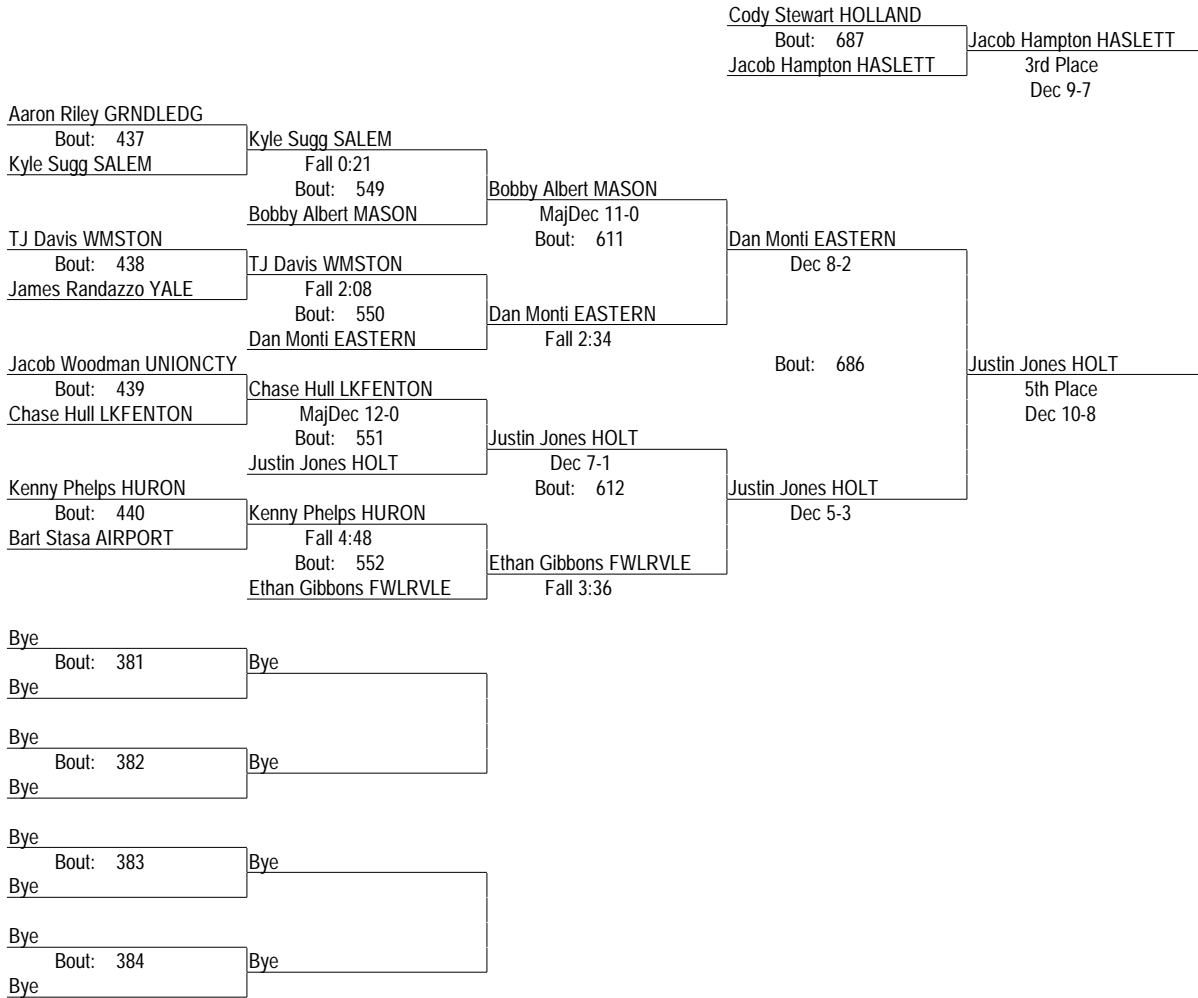 Cody Stewart HOLLAND
Bout: 687
Jacob Hampton HASLETT
Jacob Hampton HASLETT
3rd Place
Dec 9-7
Aaron Riley GRNDLEDG
Bout: 437
Kyle Sugg SALEM
Kyle Sugg SALEM
Fall 0:21
Bout: 549
Bobby Albert MASON
Bobby Albert MASON
MajDec 11-0
Bout: 611
TJ Davis WMSTON
Bout: 438
James Randazzo YALE
TJ Davis WMSTON
Fall 2:08
Bout: 550
Dan Monti EASTERN
Dan Monti EASTERN
Fall 2:34
Dan Monti EASTERN
Dec 8-2
Bout: 686
Justin Jones HOLT
5th Place
Dec 10-8
Jacob Woodman UNIONCTY
Bout: 439
Chase Hull LKFENTON
Chase Hull LKFENTON
MajDec 12-0
Bout: 551
Justin Jones HOLT
Justin Jones HOLT
Dec 7-1
Bout: 612
Kenny Phelps HURON
Bout: 440
Bart Stasa AIRPORT
Kenny Phelps HURON
Fall 4:48
Bout: 552
Ethan Gibbons FWLRVLE
Ethan Gibbons FWLRVLE
Fall 3:36
Justin Jones HOLT
Dec 5-3
Bye
Bout: 381
Bye
Bye
Bye
Bout: 382
Bye
Bye
Bye
Bout: 383
Bye
Bye
Bye
Bout: 384
Bye
Bye